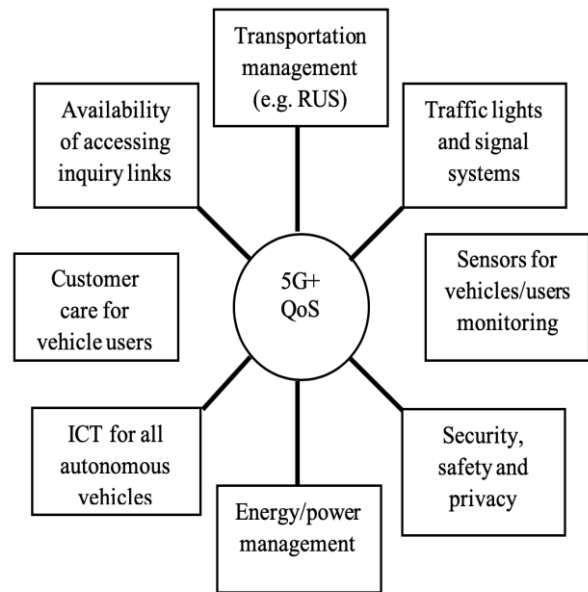 Transportation
management
(e.g. RUS)
Availability
of accessing
inquiry links
Traffic lights
and signal
systems
Customer
care for
vehicle users
5G+
QoS
Sensors for
vehicles/users
monitoring
ICT for all
autonomous
vehicles
Energy/power
management
Security,
safety and
privacy